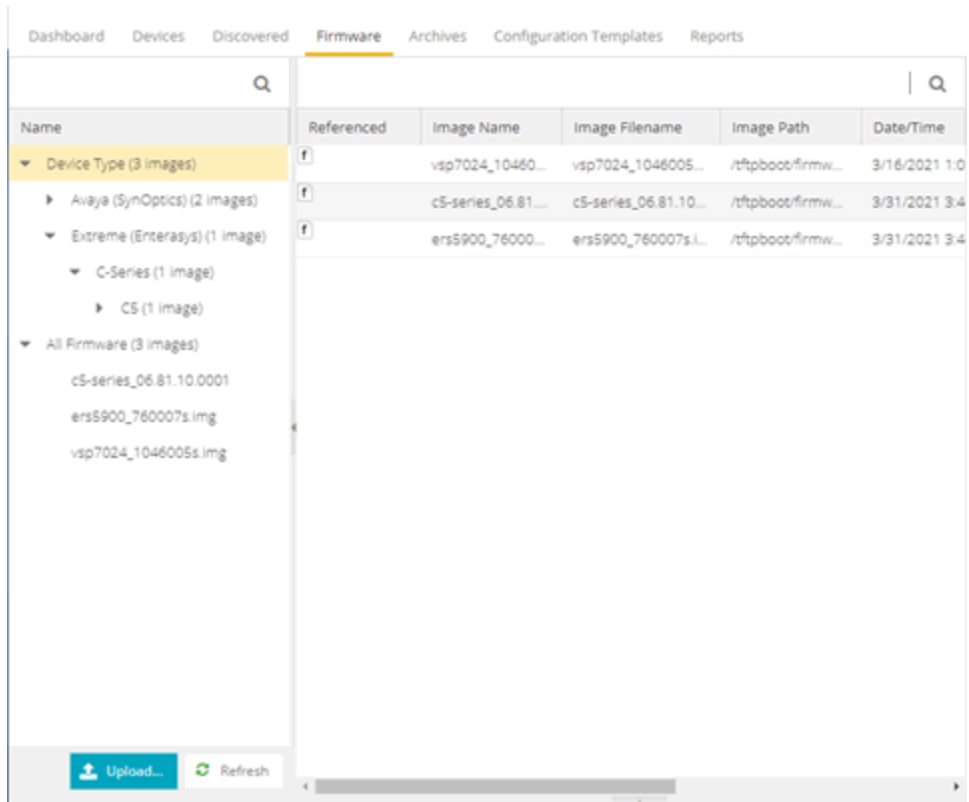 Dashboard Devices Discovered Firmware Archives Configuration Templates Reports
Name
Device Type (3 images)
Avaya (SynOptics) (2 images)
Extreme (Enterasys) (1 image)
C-Series (1 image)
C5 (1 image)
All Firmware (3 images)
c5-series_06.81.10.0001
ers5900_760007s.img
vsp7024_1046005s.img
Upload... Refresh
Referenced Image Name Image Filename Image Path Date/Time
f vsp7024_10460... vsp7024_1046005... /tftpboot/firmw... 3/16/2021 1:0
f c5-series_06.81.... c5-series_06.81.10... /tftpboot/firmw... 3/31/2021 3:4
f ers5900_76000... ers5900_760007s.i... /tftpboot/firmw... 3/31/2021 3:4